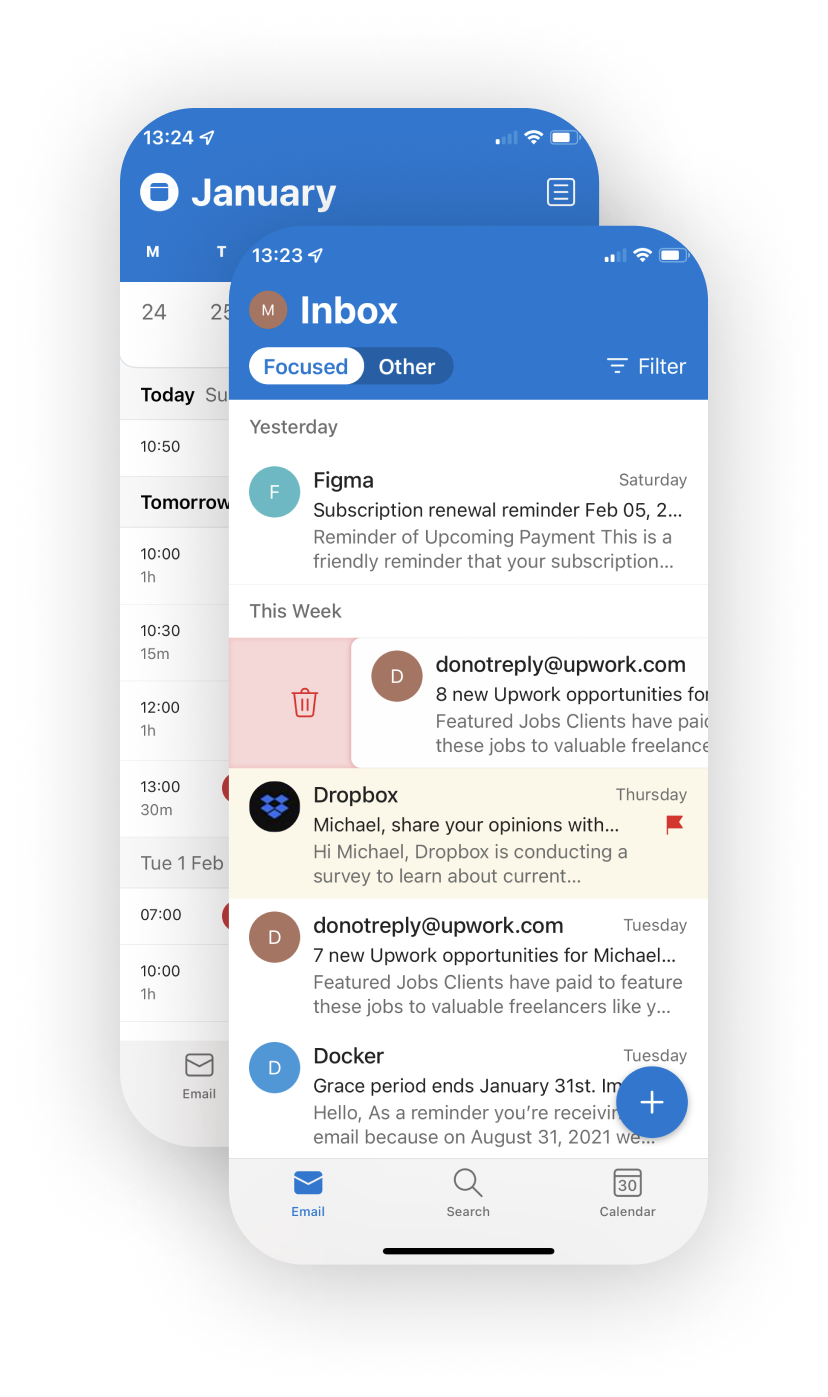 13:24
January
M T
24 25
Today Su
10:50
Tomorrow
10:00
1h
10:30
15m
12:00
1h
13:00
30m
Tue 1 Feb
07:00
10:00
1h
Email
13:23
M
Inbox
Focused Other
Filter
Yesterday
F
Figma
Saturday
Subscription renewal reminder Feb 05, 2...
Reminder of Upcoming Payment This is a
friendly reminder that your subscription...
This Week
D
donotreply@upwork.com
8 new Upwork opportunities for
Featured Jobs Clients have paid
these jobs to valuable freelance
Dropbox
Thursday
Michael, share your opinions with...
Hi Michael, Dropbox is conducting a
survey to learn about current...
D
donotreply@upwork.com
Tuesday
7 new Upwork opportunities for Michael...
Featured Jobs Clients have paid to feature
these jobs to valuable freelancers like y...
D
Docker
Tuesday
Grace period ends January 31st. Im
Hello, As a reminder you’re receivin
email because on August 31, 2021 we...
Email
Search
30
Calendar